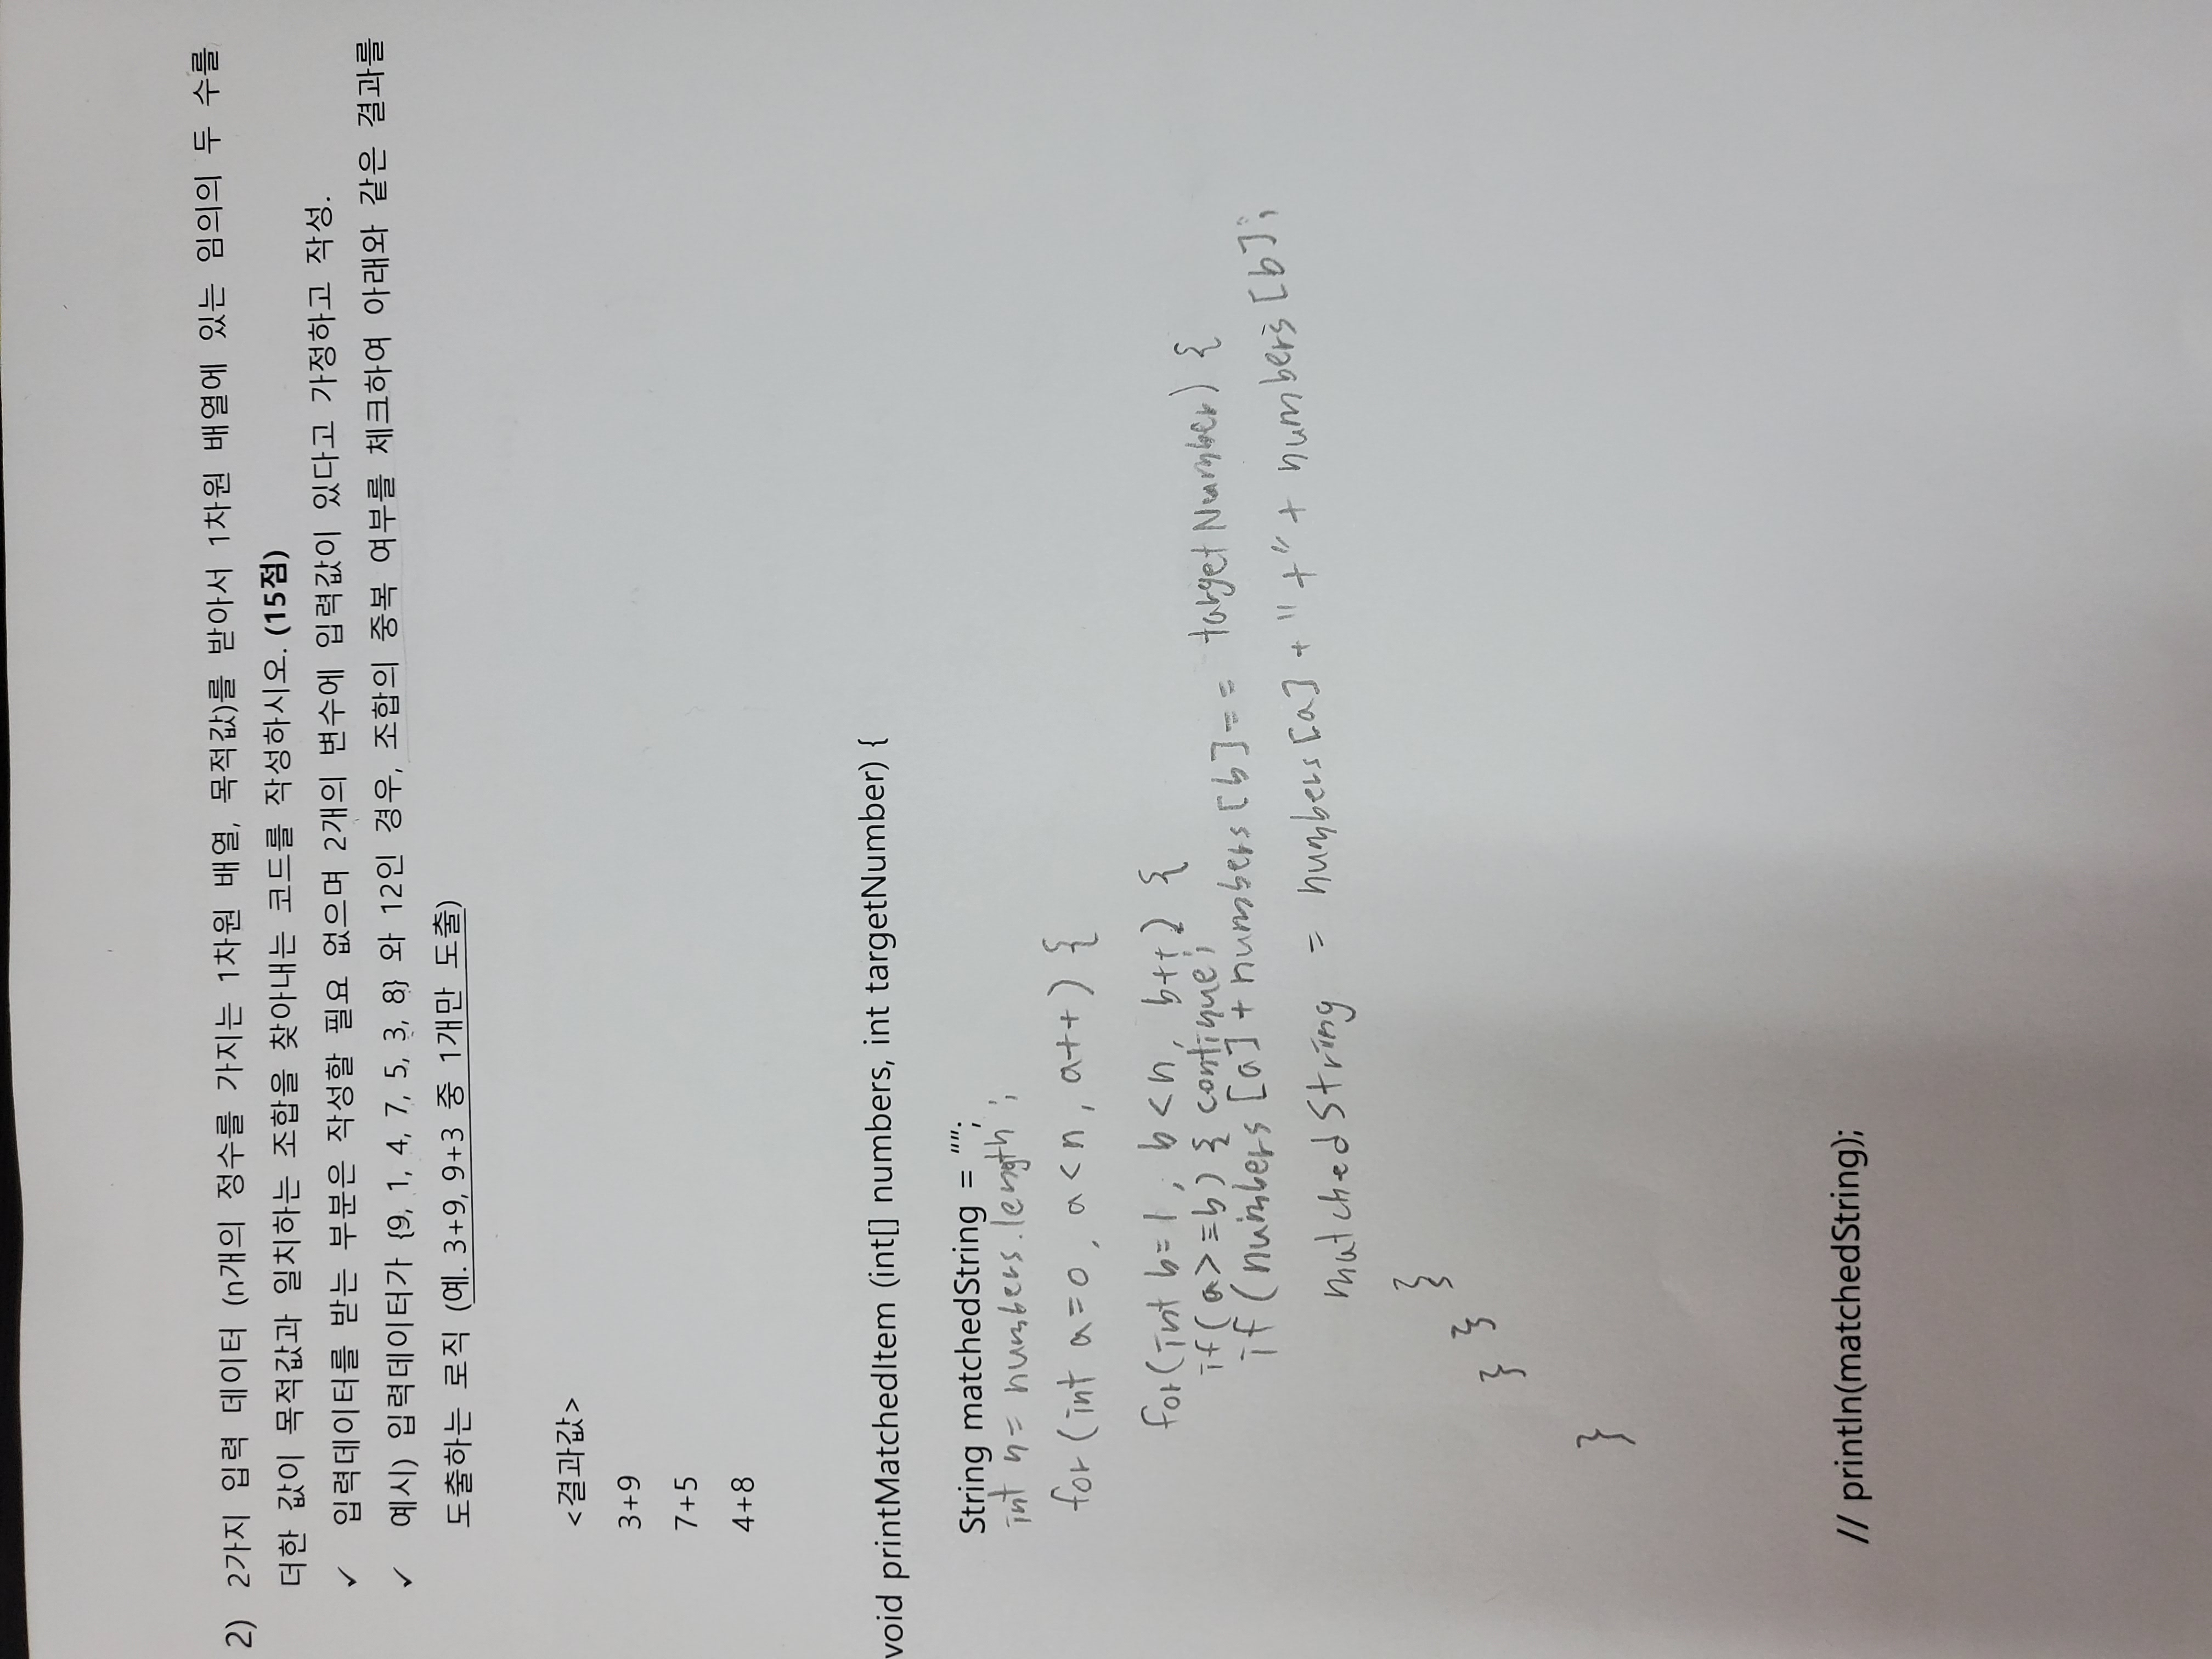 2) 2가지 입력 데이터 (n개의 정수를 가지는 1차원 배열, 목적값)를 받아서 1차원 배열에 있는 임의의 두 수를
더한 값이 목적값과 일치하는 조합을 찾아내는 코드를 작성하시오. (15점)
✓ 입력데이터를 받는 부분은 작성할 필요 없으며 2개의 변수에 입력값이 있다고 가정하고 작성.
✓ 예시) 입력데이터가 {9, 1, 4, 7, 5, 3, 8} 와 12인 경우, 조합의 중복 여부를 체크하여 아래와 같은 결과를
도출하는 로직 (예. 3+9, 9+3 중 1개만 도출)
<결과값>
3+9
7+5
4+8
void printMatchedItem (int[] numbers, int targetNumber) {
String matchedString = “”;
int n= numbers.length ;
for (int a=0, a<n, a++) {
for(int b=1, b<n, b++) {
if(a>=b) { continue;
if (numbers [a] + numbers [b]== targetNumber) {
matchedString = numbers[a] + "+" + numbers [b];
}
}
}
}
// println(matchedString);